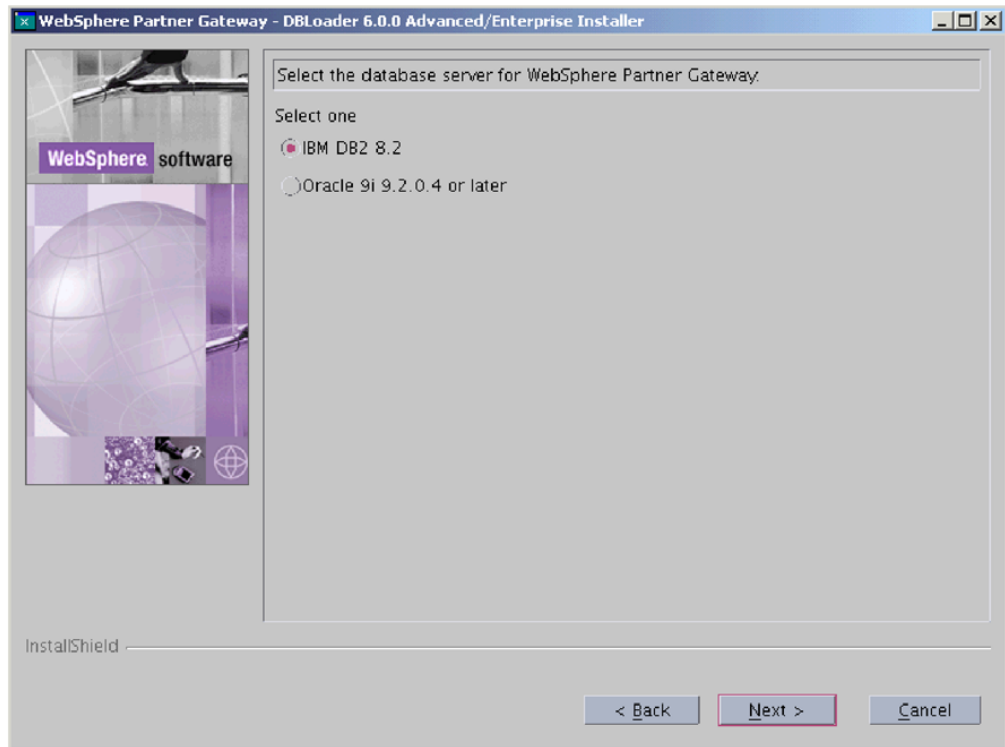 WebSphere Partner Gateway - DBLoader 6.0.0 Advanced/Enterprise Installer
WebSphere software
Select the database server for WebSphere Partner Gateway.
Select one
IBM DB2 8.2
Oracle 9i 9.2.0.4 or later
InstallShield
< Back
Next >
Cancel